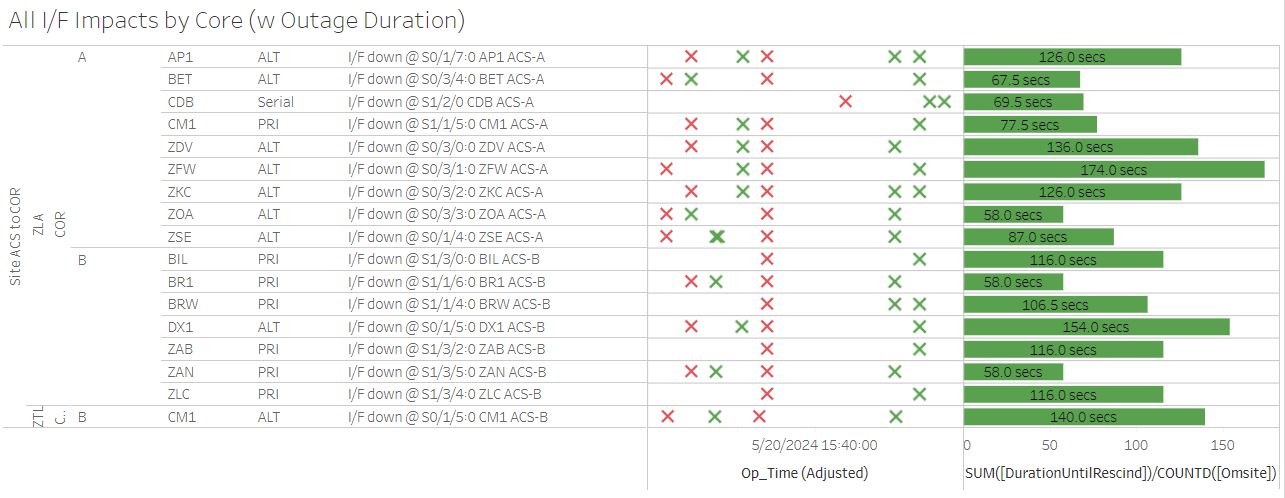 All I/F Impacts by Core (w Outage Duration)
Site ACS to COR
ZLA
COR
A AP1 ALT I/F down @ S0/1/7:0 AP1 ACS-A 126.0 secs
BET ALT I/F down @ S0/3/4:0 BET ACS-A 67.5 secs
CDB Serial I/F down @ S1/2/0 CDB ACS-A 69.5 secs
CM1 PRI I/F down @ S1/1/5:0 CM1 ACS-A 77.5 secs
ZDV ALT I/F down @ S0/3/0:0 ZDV ACS-A 136.0 secs
ZFW ALT I/F down @ S0/3/1:0 ZFW ACS-A 174.0 secs
ZKC ALT I/F down @ S0/3/2:0 ZKC ACS-A 126.0 secs
ZOA ALT I/F down @ S0/3/3:0 ZOA ACS-A 58.0 secs
ZSE ALT I/F down @ S0/1/4:0 ZSE ACS-A 87.0 secs
B BIL PRI I/F down @ S1/3/0:0 BIL ACS-B 116.0 secs
BR1 PRI I/F down @ S1/1/6:0 BR1 ACS-B 58.0 secs
BRW PRI I/F down @ S1/1/4:0 BRW ACS-B 106.5 secs
DX1 ALT I/F down @ S0/1/5:0 DX1 ACS-B 154.0 secs
ZAB PRI I/F down @ S1/3/2:0 ZAB ACS-B 116.0 secs
ZAN PRI I/F down @ S1/3/5:0 ZAN ACS-B 58.0 secs
ZLC PRI I/F down @ S1/3/4:0 ZLC ACS-B 116.0 secs
ZTL C.. B CM1 ALT I/F down @ S0/1/5:0 CM1 ACS-B 140.0 secs
5/20/2024 15:40:00 0 50 100 150
Op_Time (Adjusted) SUM([DurationUntilRescind])/COUNTD([Omsite])